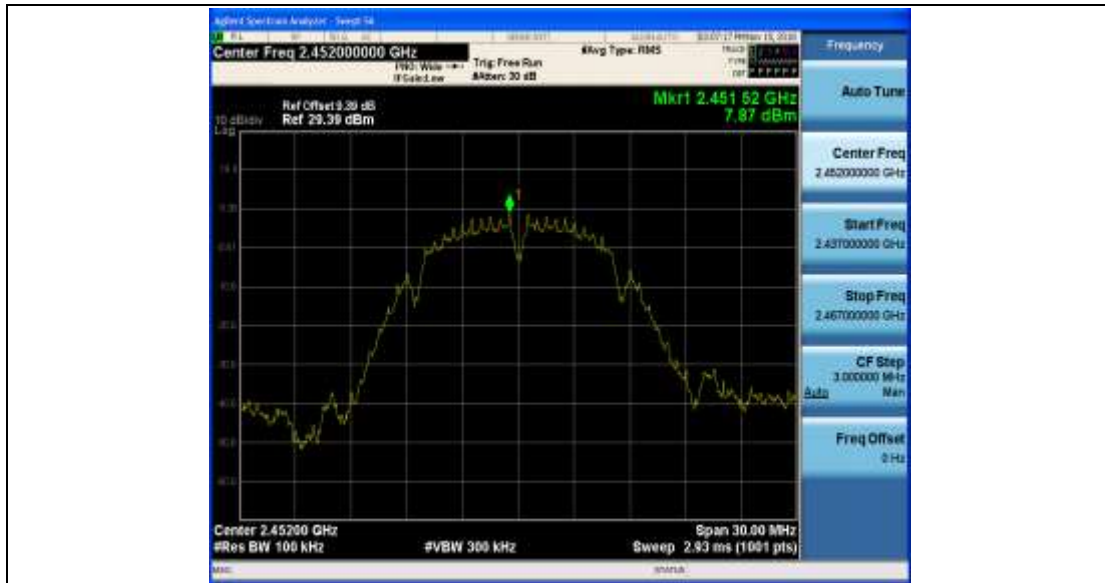 Agilent Spectrum Analyzer - Swept SA
Center Freq 2.452000000 GHz
PNO: Wide
IFGain:Low
Trig: Free Run
#Atten: 30 dB
#Avg Type: RMS
Frequency
Auto Tune
Ref Offset 9.39 dB
Ref 29.39 dBm
10 dB/div
Log
Mkr1 2.451 52 GHz
7.87 dBm
1
Center Freq
2.452000000 GHz
Start Freq
2.437000000 GHz
Stop Freq
2.467000000 GHz
CF Step
3.000000 MHz
Auto Man
Freq Offset
0 Hz
Center 2.45200 GHz
Span 30.00 MHz
#Res BW 100 kHz
#VBW 300 kHz
Sweep 2.93 ms (1001 pts)
MSG
STATUS